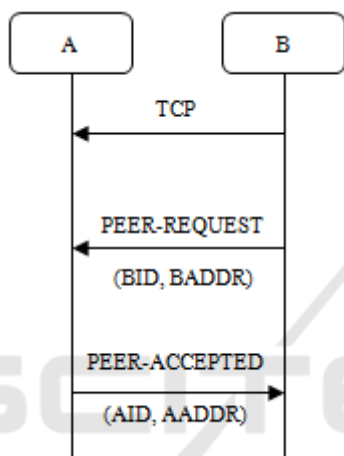 A
B
TCP
PEER-REQUEST
(BID, BADDR)
PEER-ACCEPTED
(AID, AADDR)